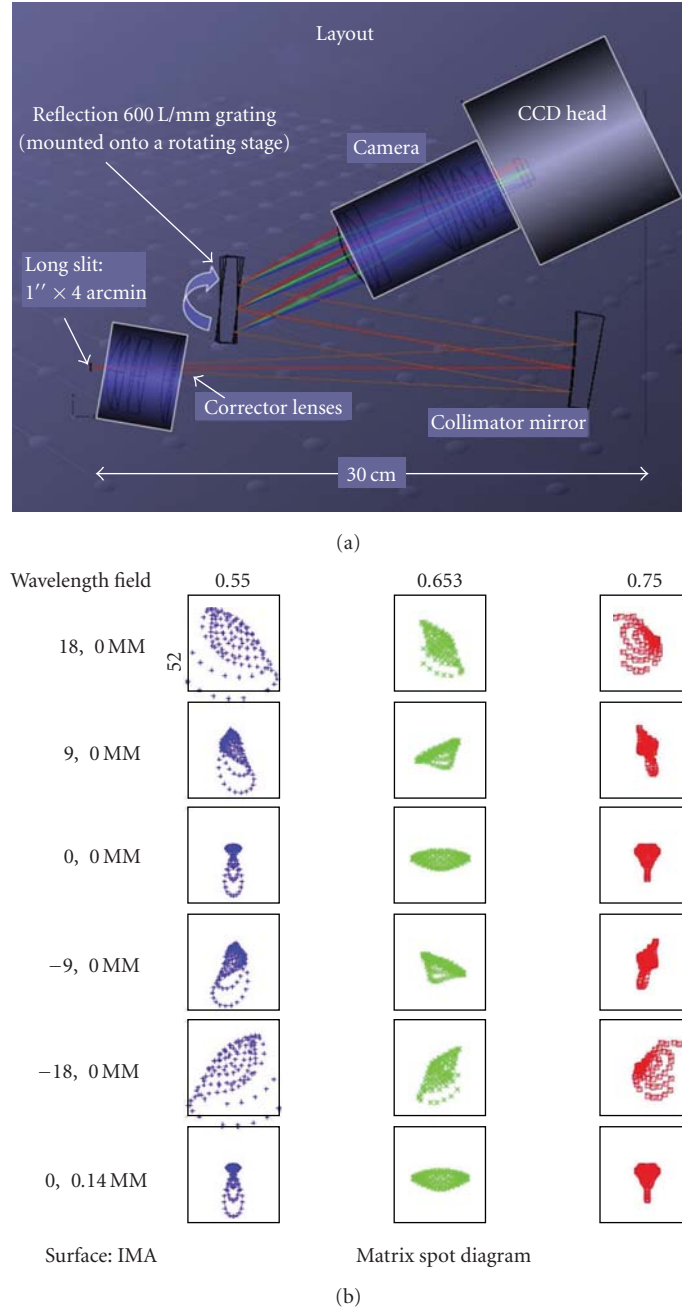 Layout
Reflection 600 L/mm grating
(mounted onto a rotating stage)
CCD head
Camera
Long slit:
1′′ × 4 arcmin
Corrector lenses
Collimator mirror
30 cm
(a)
Wavelength field 0.55 0.653 0.75
18, 0 MM
52
9, 0 MM
0, 0 MM
−9, 0 MM
−18, 0 MM
0, 0.14 MM
Surface: IMA Matrix spot diagram
(b)